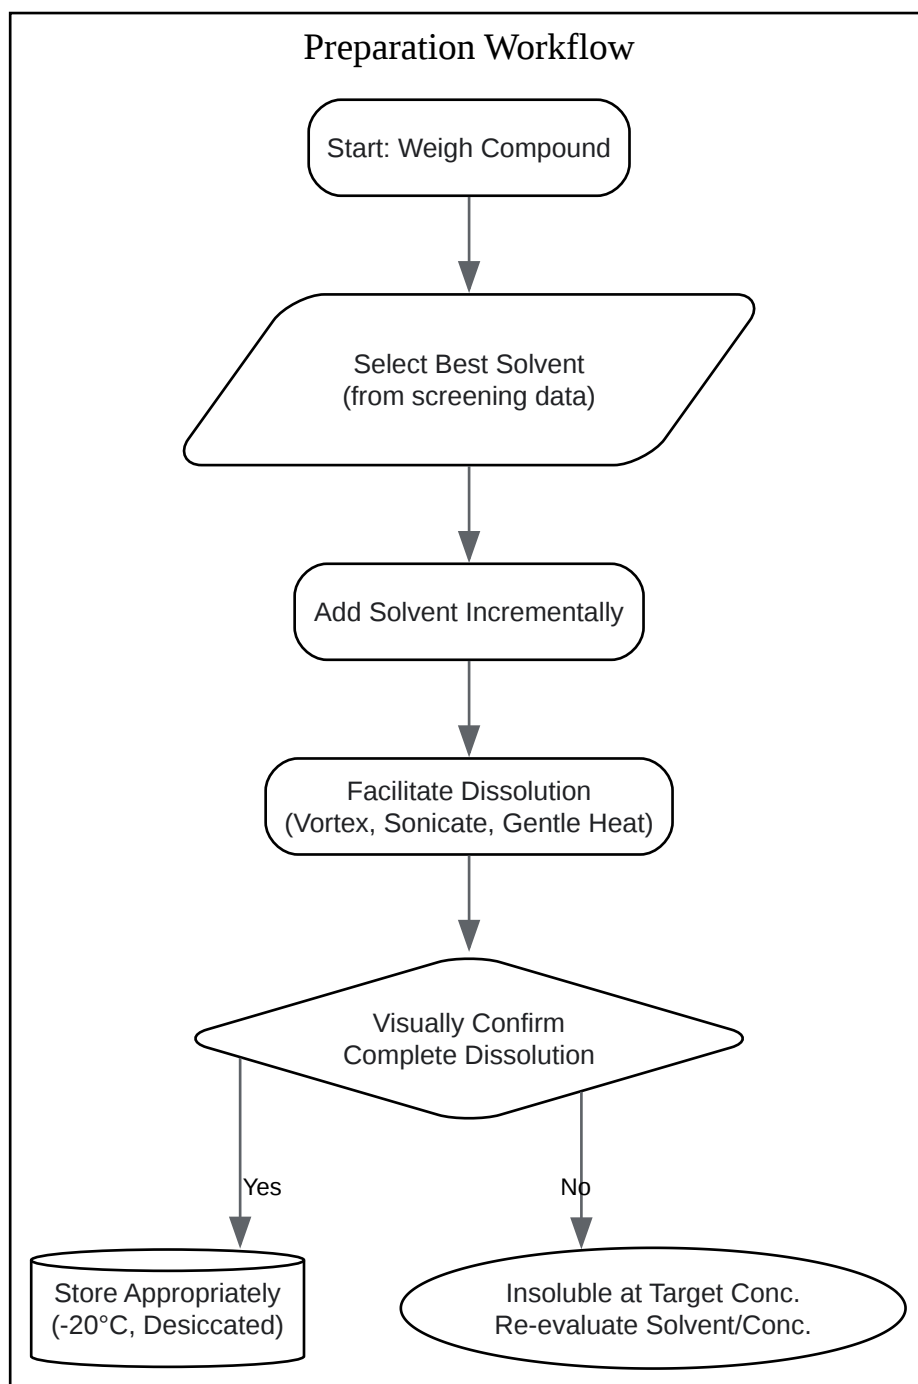 Preparation Workflow
Start: Weigh Compound
Select Best Solvent
(from screening data)
Add Solvent Incrementally
Facilitate Dissolution
(Vortex, Sonicate, Gentle Heat)
Visually Confirm
Complete Dissolution
Yes
No
Store Appropriately
(-20°C, Desiccated)
Insoluble at Target Conc.
Re-evaluate Solvent/Conc.